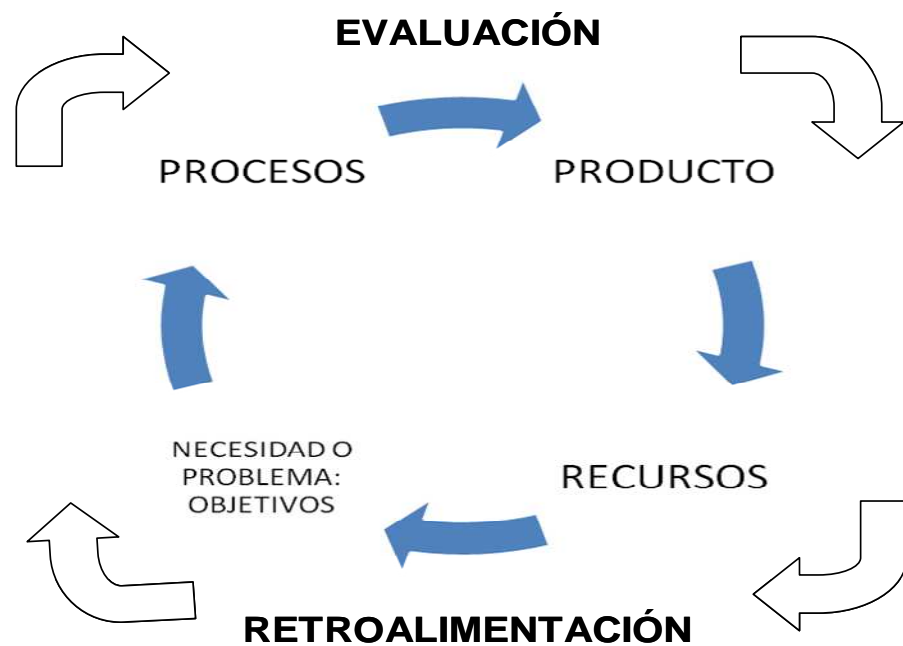 EVALUACIÓN
PROCESOS
PRODUCTO
NECESIDAD O
PROBLEMA:
OBJETIVOS
RECURSOS
RETROALIMENTACIÓN